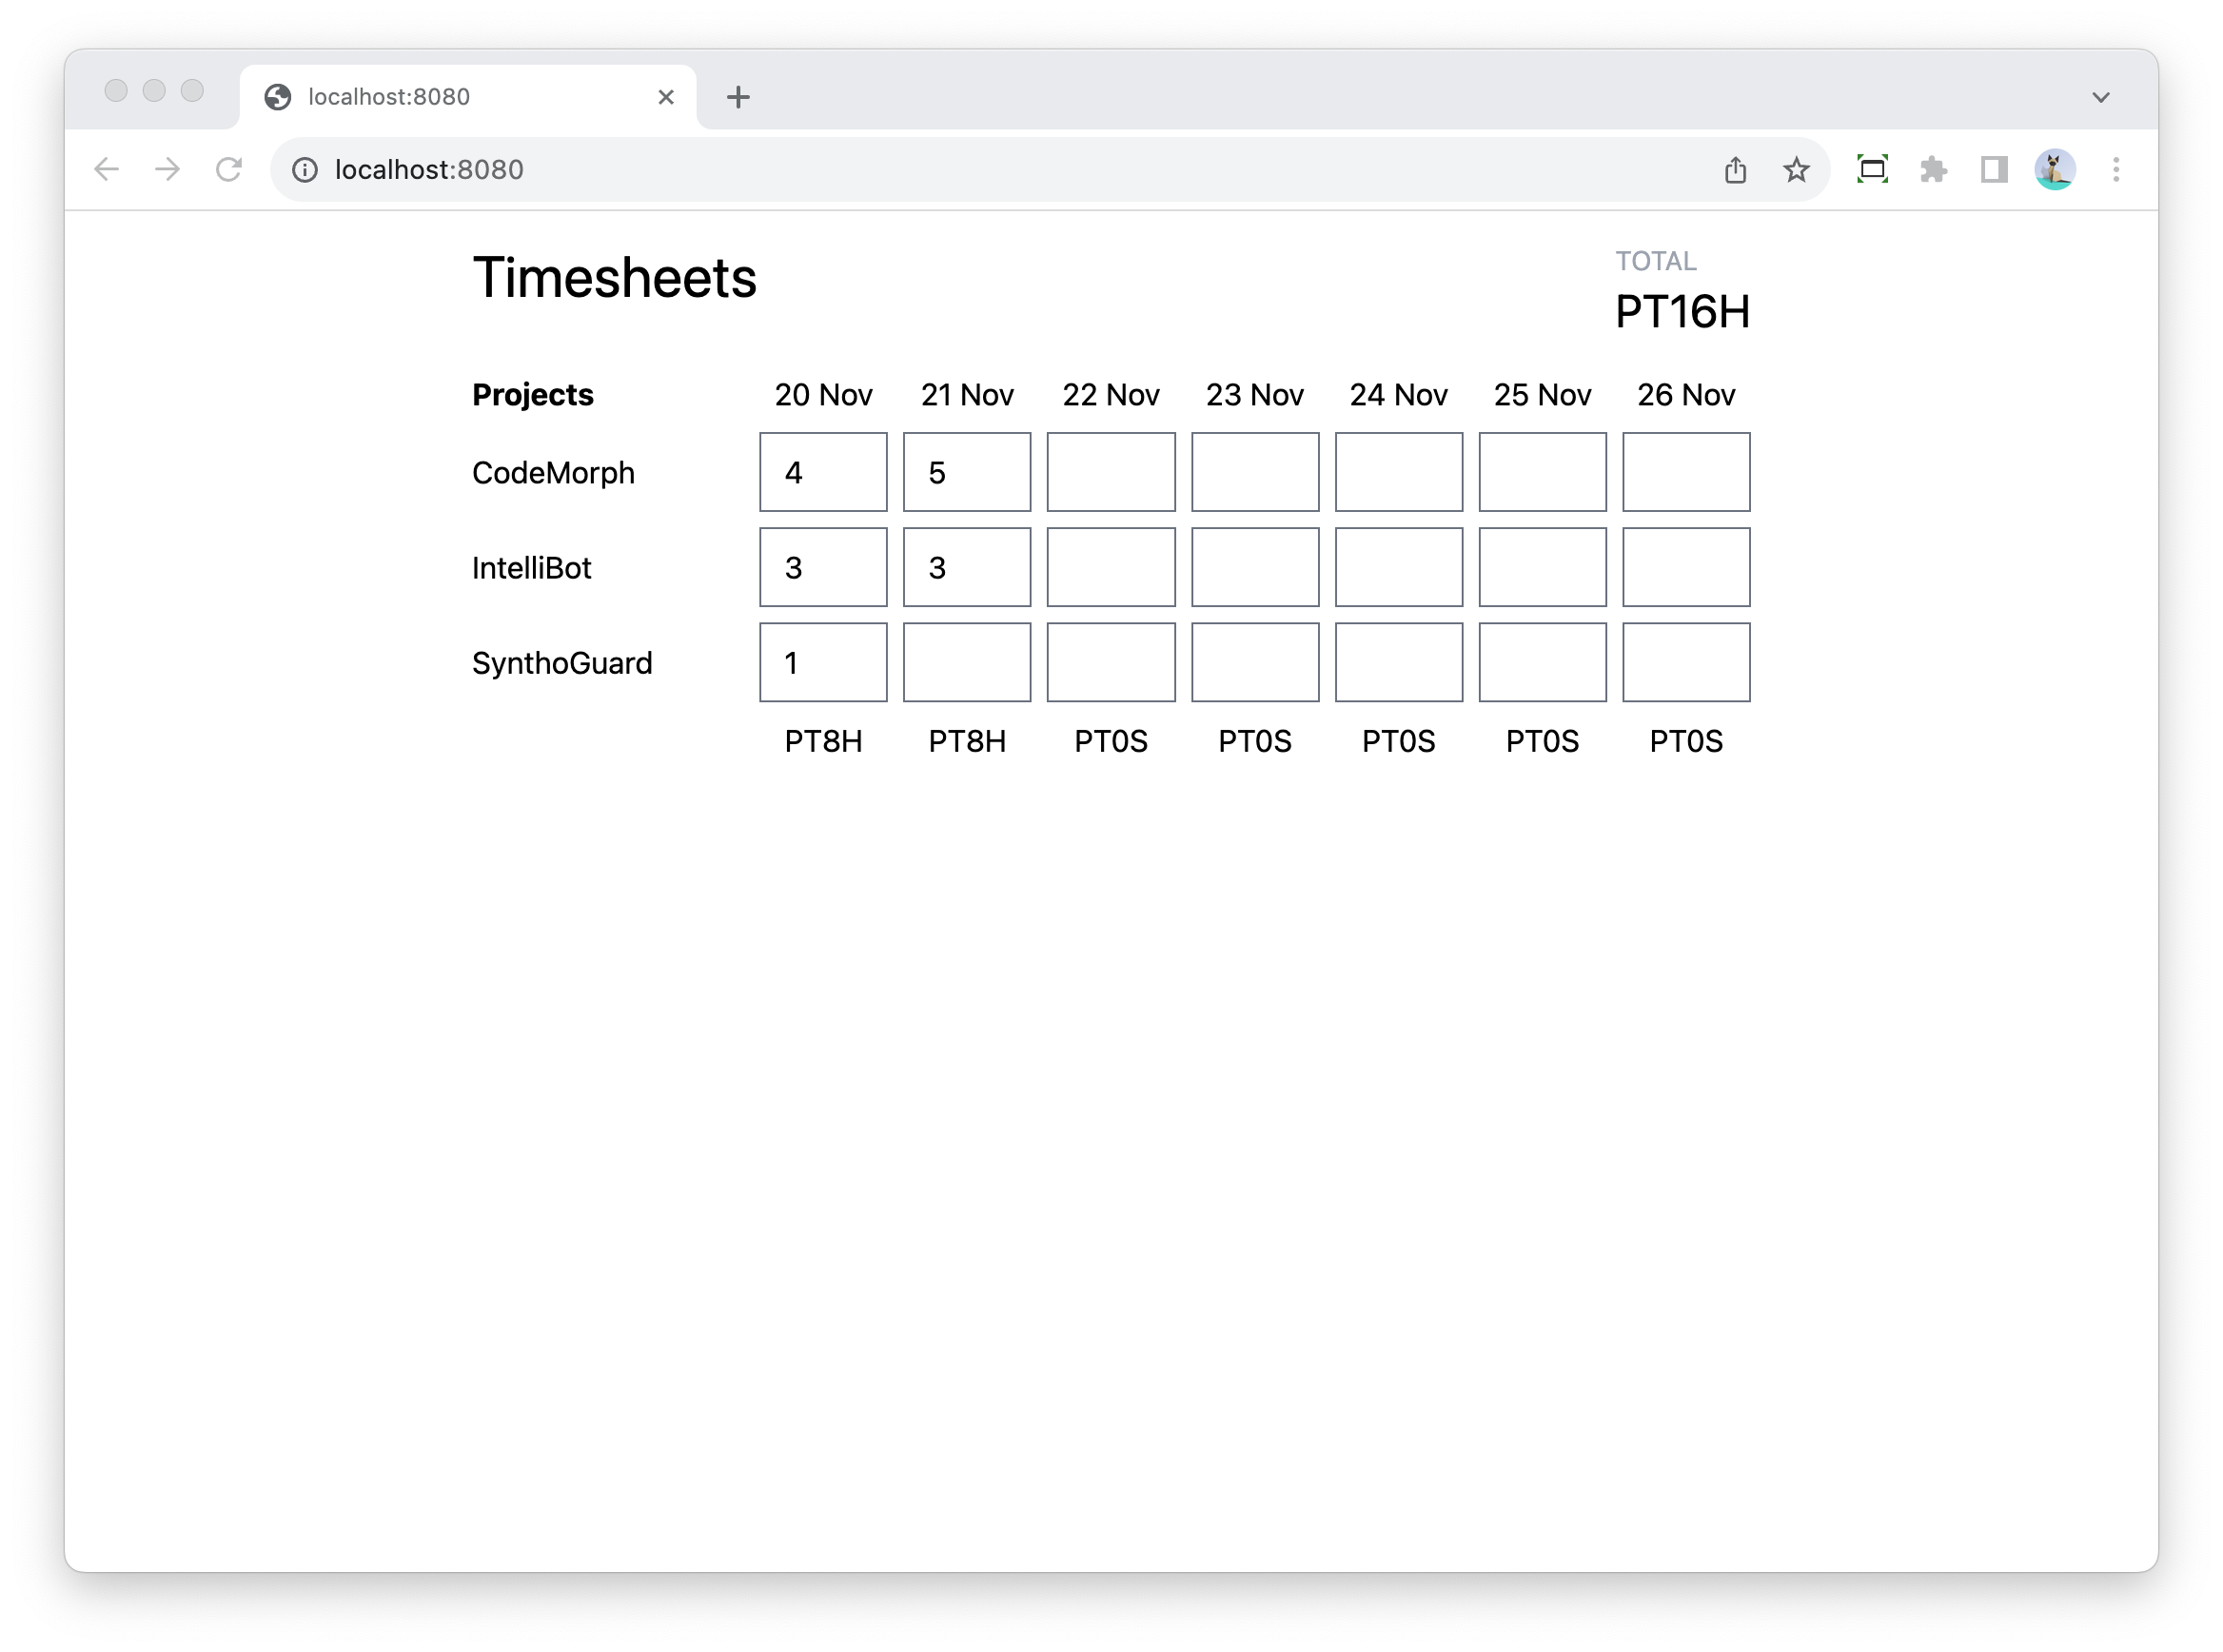 localhost:8080
localhost:8080
Timesheets
TOTAL
PT16H
Projects 20 Nov 21 Nov 22 Nov 23 Nov 24 Nov 25 Nov 26 Nov
CodeMorph 4 5
IntelliBot 3 3
SynthoGuard 1
PT8H PT8H PT0S PT0S PT0S PT0S PT0S